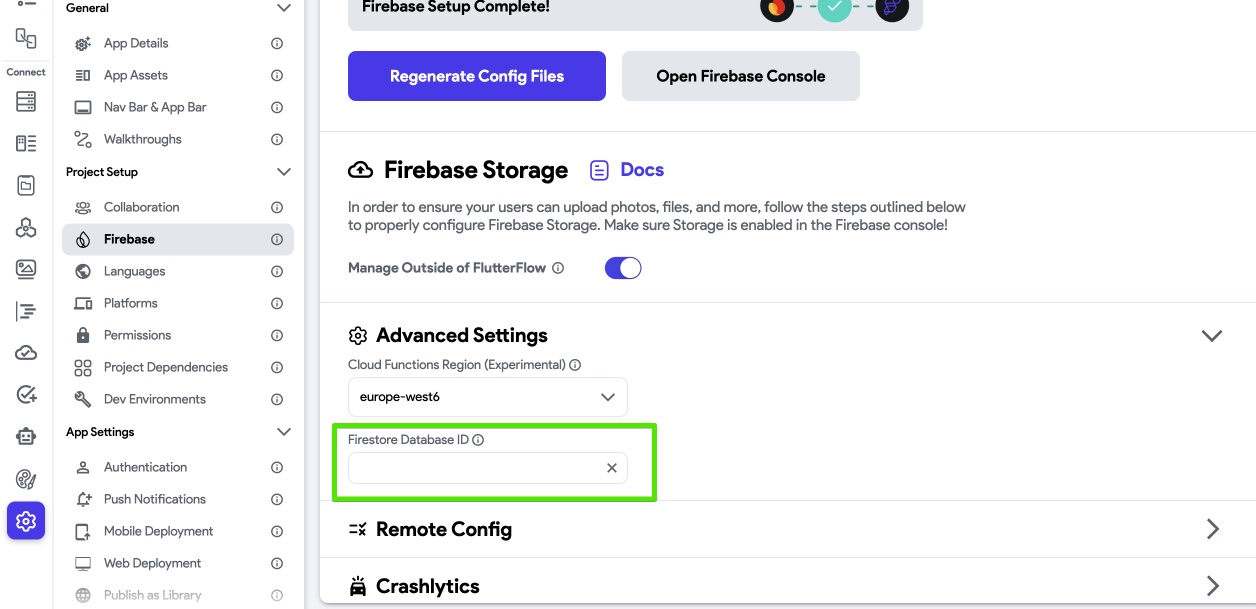 General
App Details
App Assets
Nav Bar & App Bar
Walkthroughs
Project Setup
Collaboration
Firebase
Languages
Platforms
Permissions
Project Dependencies
Dev Environments
App Settings
Authentication
Push Notifications
Mobile Deployment
Web Deployment
Publish as Library
Connect
Firebase Setup Complete!
Regenerate Config Files
Open Firebase Console
Firebase Storage
Docs
In order to ensure your users can upload photos, files, and more, follow the steps outlined below
to properly configure Firebase Storage. Make sure Storage is enabled in the Firebase console!
Manage Outside of FlutterFlow
Advanced Settings
Cloud Functions Region (Experimental)
europe-west6
Firestore Database ID
Remote Config
Crashlytics